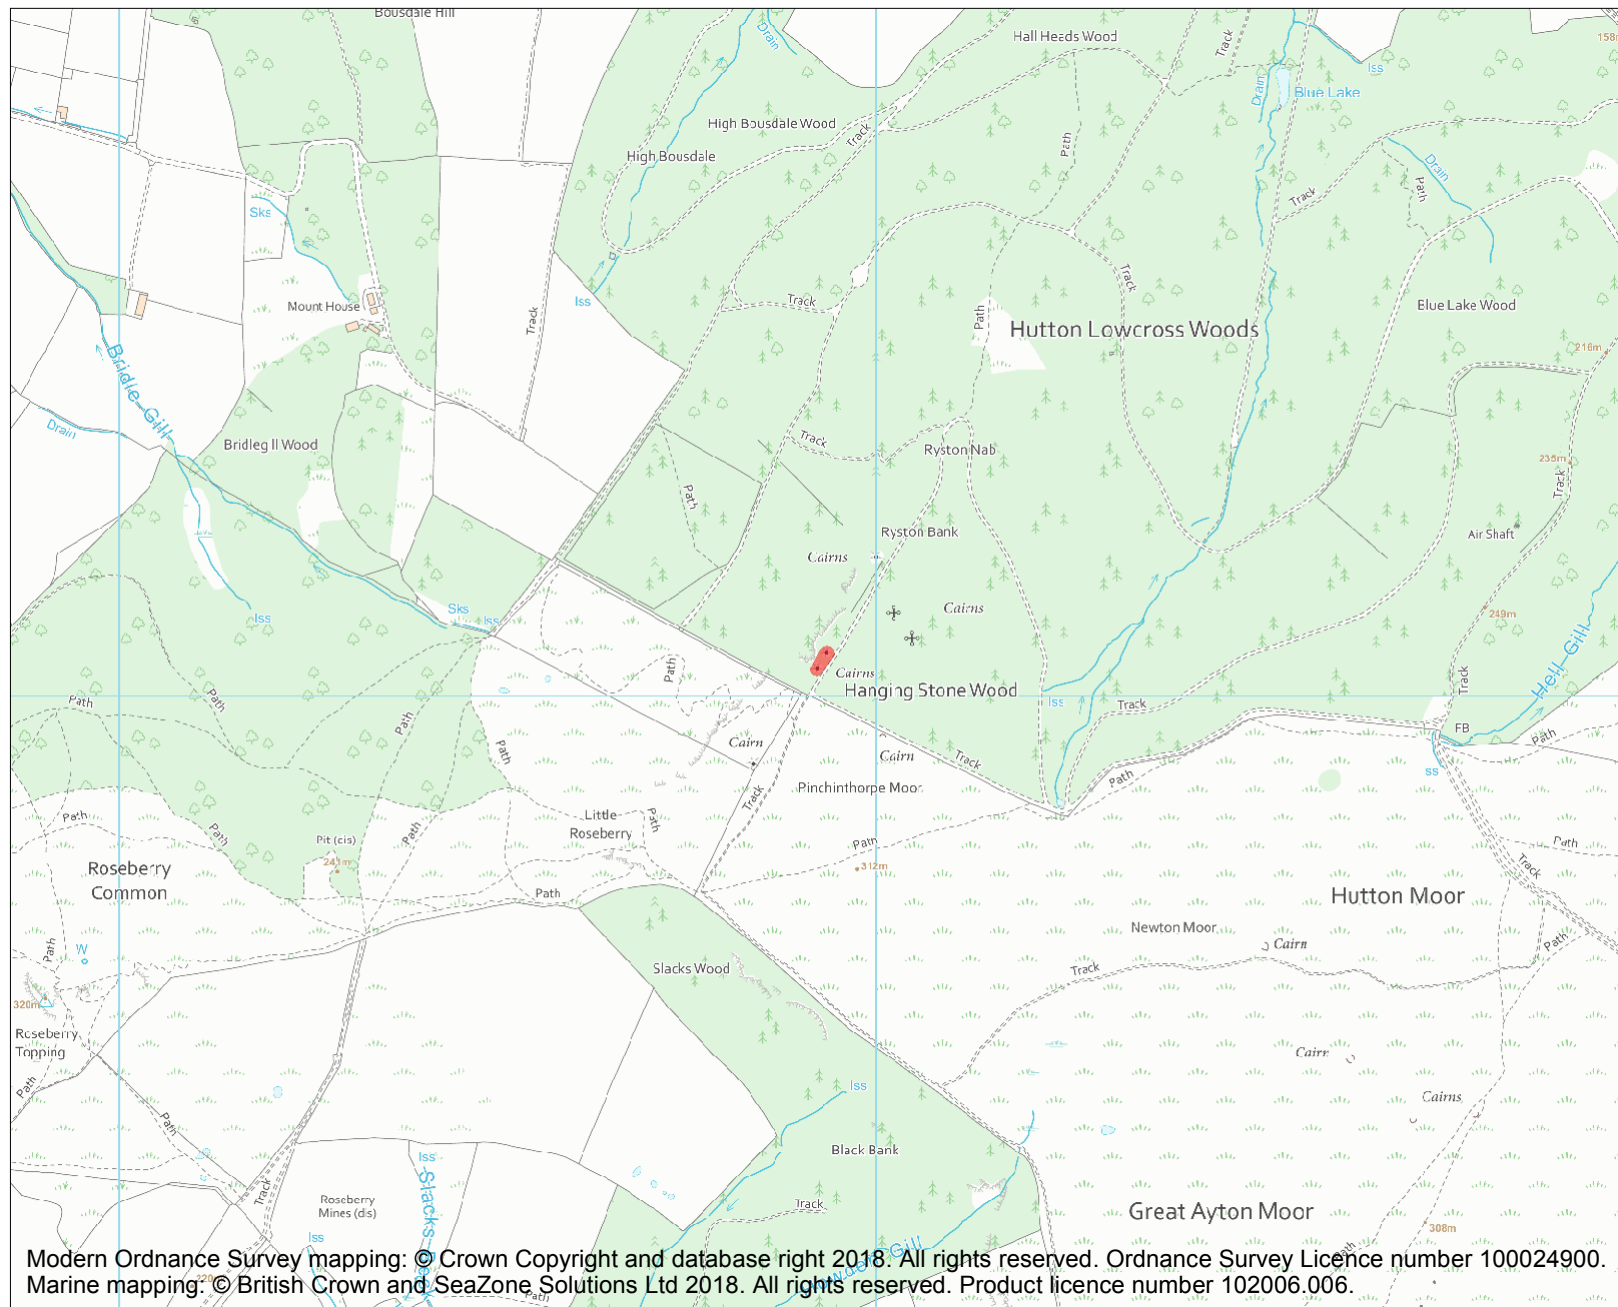 Bousdale Hill
Drain
Hall Heads Wood
Track
158m
Iss
Drain
Blue Lake
High Bousdale Wood
Track
Path
High Bousdale
Drain
Path
Track
Sks
Track
Mount House
Iss
Track
Track
Path
Blue Lake Wood
Hutton Lowcross Woods
216m
Bridle Gill
Drain
Bridleg ll Wood
Track
Ryston Nab
235m
Track
Path
Ryston Bank
Air Shaft
Cairns
Cairns
Sks
Iss
Iss
249m
Hell Gill
Path
Cairns
Hanging Stone Wood
Track
Iss
Track
Path
Path
Path
Path
Cairn
Cairn
Track
FB
Path
ss
Path
Pinchinthorpe Moor
Track
Little
Roseberry
Path
Path
Path
Path
Pit (dis)
241m
Path
Path
312m
Track
Roseberry
Common
Path
Hutton Moor
Newton Moor
Cairn
Path
Path
W
Slacks Wood
Track
320m
Roseberry
Topping
Cairn
Path
Iss
Cairns
Path
Black Bank
Iss
Track
Roseberry
Mines (dis)
Slacks Beck
Track
Great Ayton Moor
308m
Iss
Path
Gill
220
Path
Modern Ordnance Survey mapping: © Crown Copyright and database right 2018. All rights reserved. Ordnance Survey Licence number 100024900.
Marine mapping: © British Crown and SeaZone Solutions Ltd 2018. All rights reserved. Product licence number 102006.006.